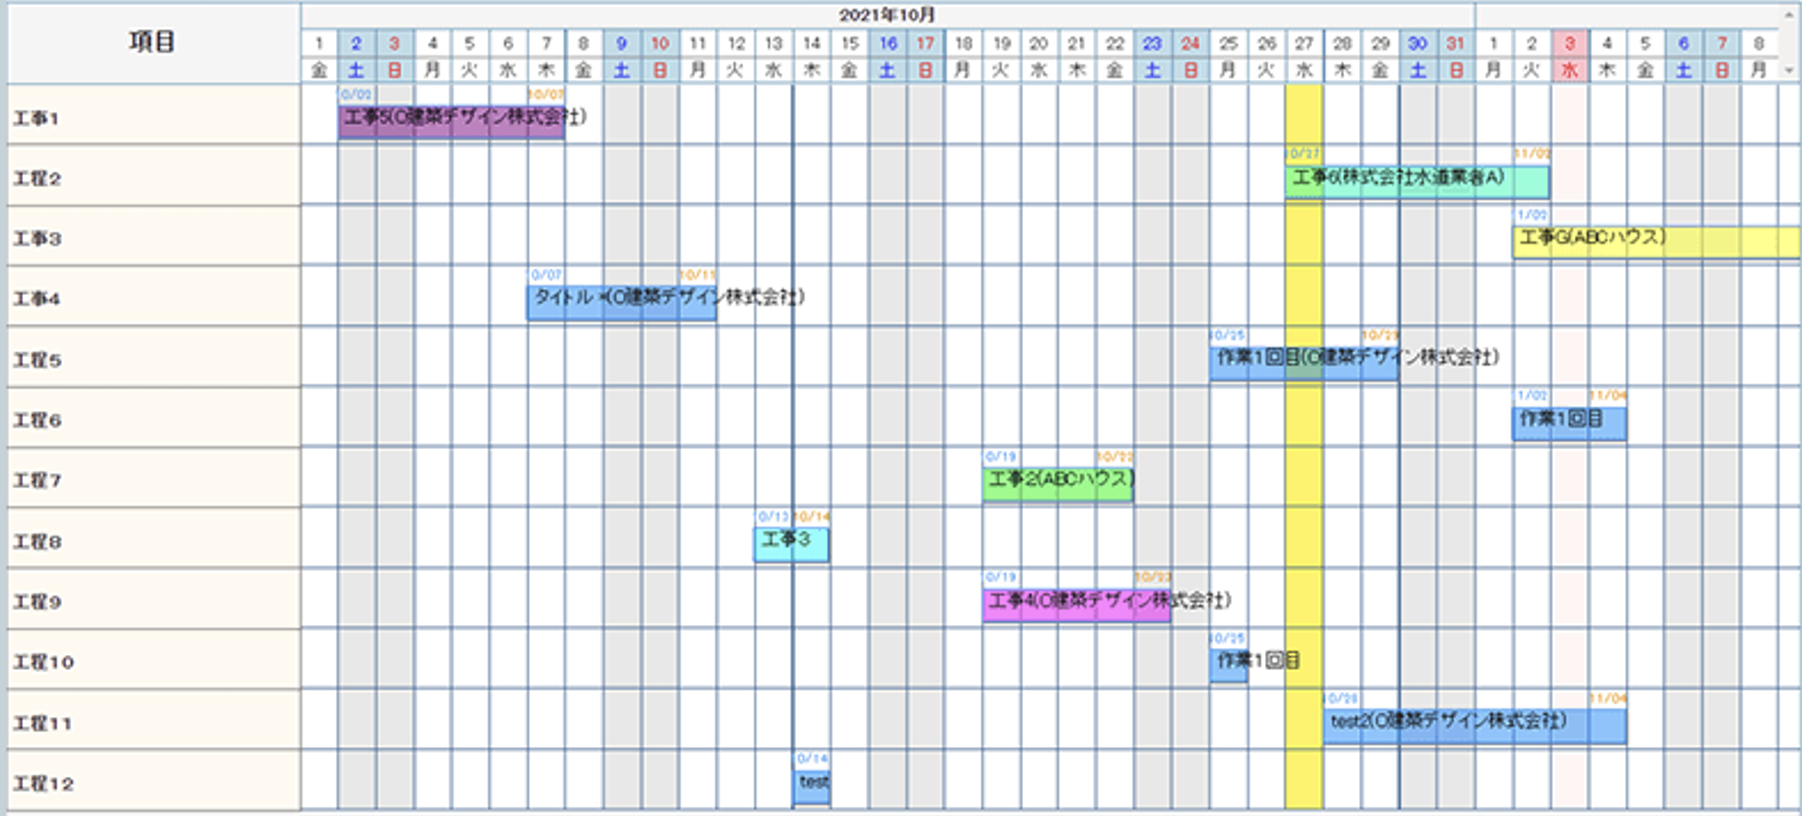 項目
2021年10月
1 2 3 4 5 6 7 8 9 10 11 12 13 14 15 16 17 18 19 20 21 22 23 24 25 26 27 28 29 30 31 1 2 3 4 5 6 7 8
金 土 日 月 火 水 木 金 土 日 月 火 水 木 金 土 日 月 火 水 木 金 土 日 月 火 水 木 金 土 日 月 火 水 木 金 土 日 月
0/02 10/07
工事1 工事5(O建築デザイン株式会社)
0/27 11/02
工程2 工事6(株式会社水道業者A)
1/02
工事3 工事G(ABCハウス)
0/07 10/11
工事4 タイトル *(O建築デザイン株式会社)
0/25 10/29
工程5 作業1回目(O建築デザイン株式会社)
1/02 11/04
工程6 作業1回目
0/19 10/22
工程7 工事2(ABCハウス)
0/13 10/14
工程8 工事3
0/19 10/23
工程9 工事4(O建築デザイン株式会社)
0/25
工程10 作業1回目
0/28 11/04
工程11 test2(O建築デザイン株式会社)
0/14
工程12 test